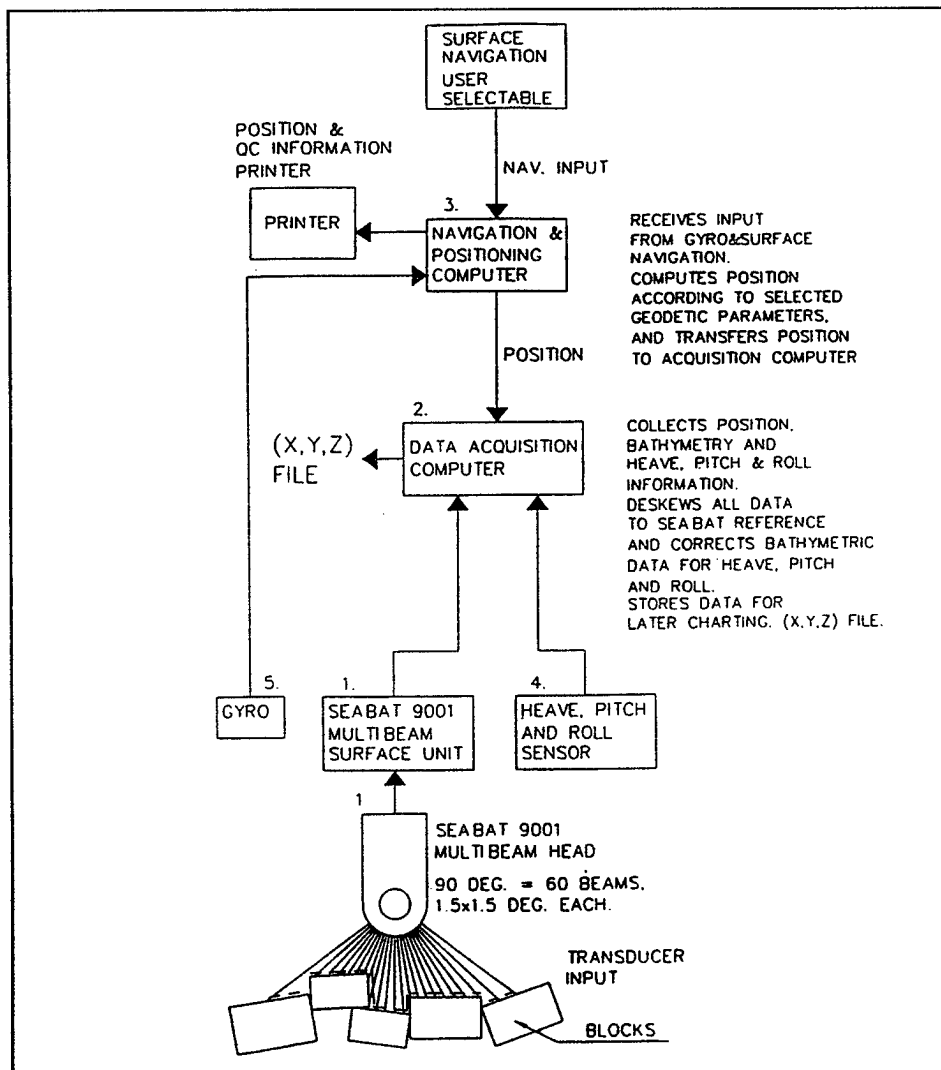 SURFACE
NAVIGATION
USER
SELECTABLE
POSITION &
QC INFORMATION
PRINTER
NAV. INPUT
PRINTER
3.
NAVIGATION &
POSITIONING
COMPUTER
RECEIVES INPUT
FROM GYRO&SURFACE
NAVIGATION.
COMPUTES POSITION
ACCORDING TO SELECTED
GEODETIC PARAMETERS,
AND TRANSFERS POSITION
TO ACQUISITION COMPUTER
POSITION
2.
DATA ACQUISITION
COMPUTER
(X,Y,Z)
FILE
COLLECTS POSITION,
BATHYMETRY AND
HEAVE, PITCH & ROLL
INFORMATION.
DESKEWS ALL DATA
TO SEABAT REFERENCE
AND CORRECTS BATHYMETRIC
DATA FOR HEAVE, PITCH
AND ROLL.
STORES DATA FOR
LATER CHARTING. (X,Y,Z) FILE.
5.
GYRO
1.
SEABAT 9001
MULTIBEAM
SURFACE UNIT
4.
HEAVE, PITCH
AND ROLL
SENSOR
1
SEABAT 9001
MULTIBEAM HEAD
90 DEG. = 60 BEAMS,
1.5x1.5 DEG. EACH.
TRANSDUCER
INPUT
BLOCKS